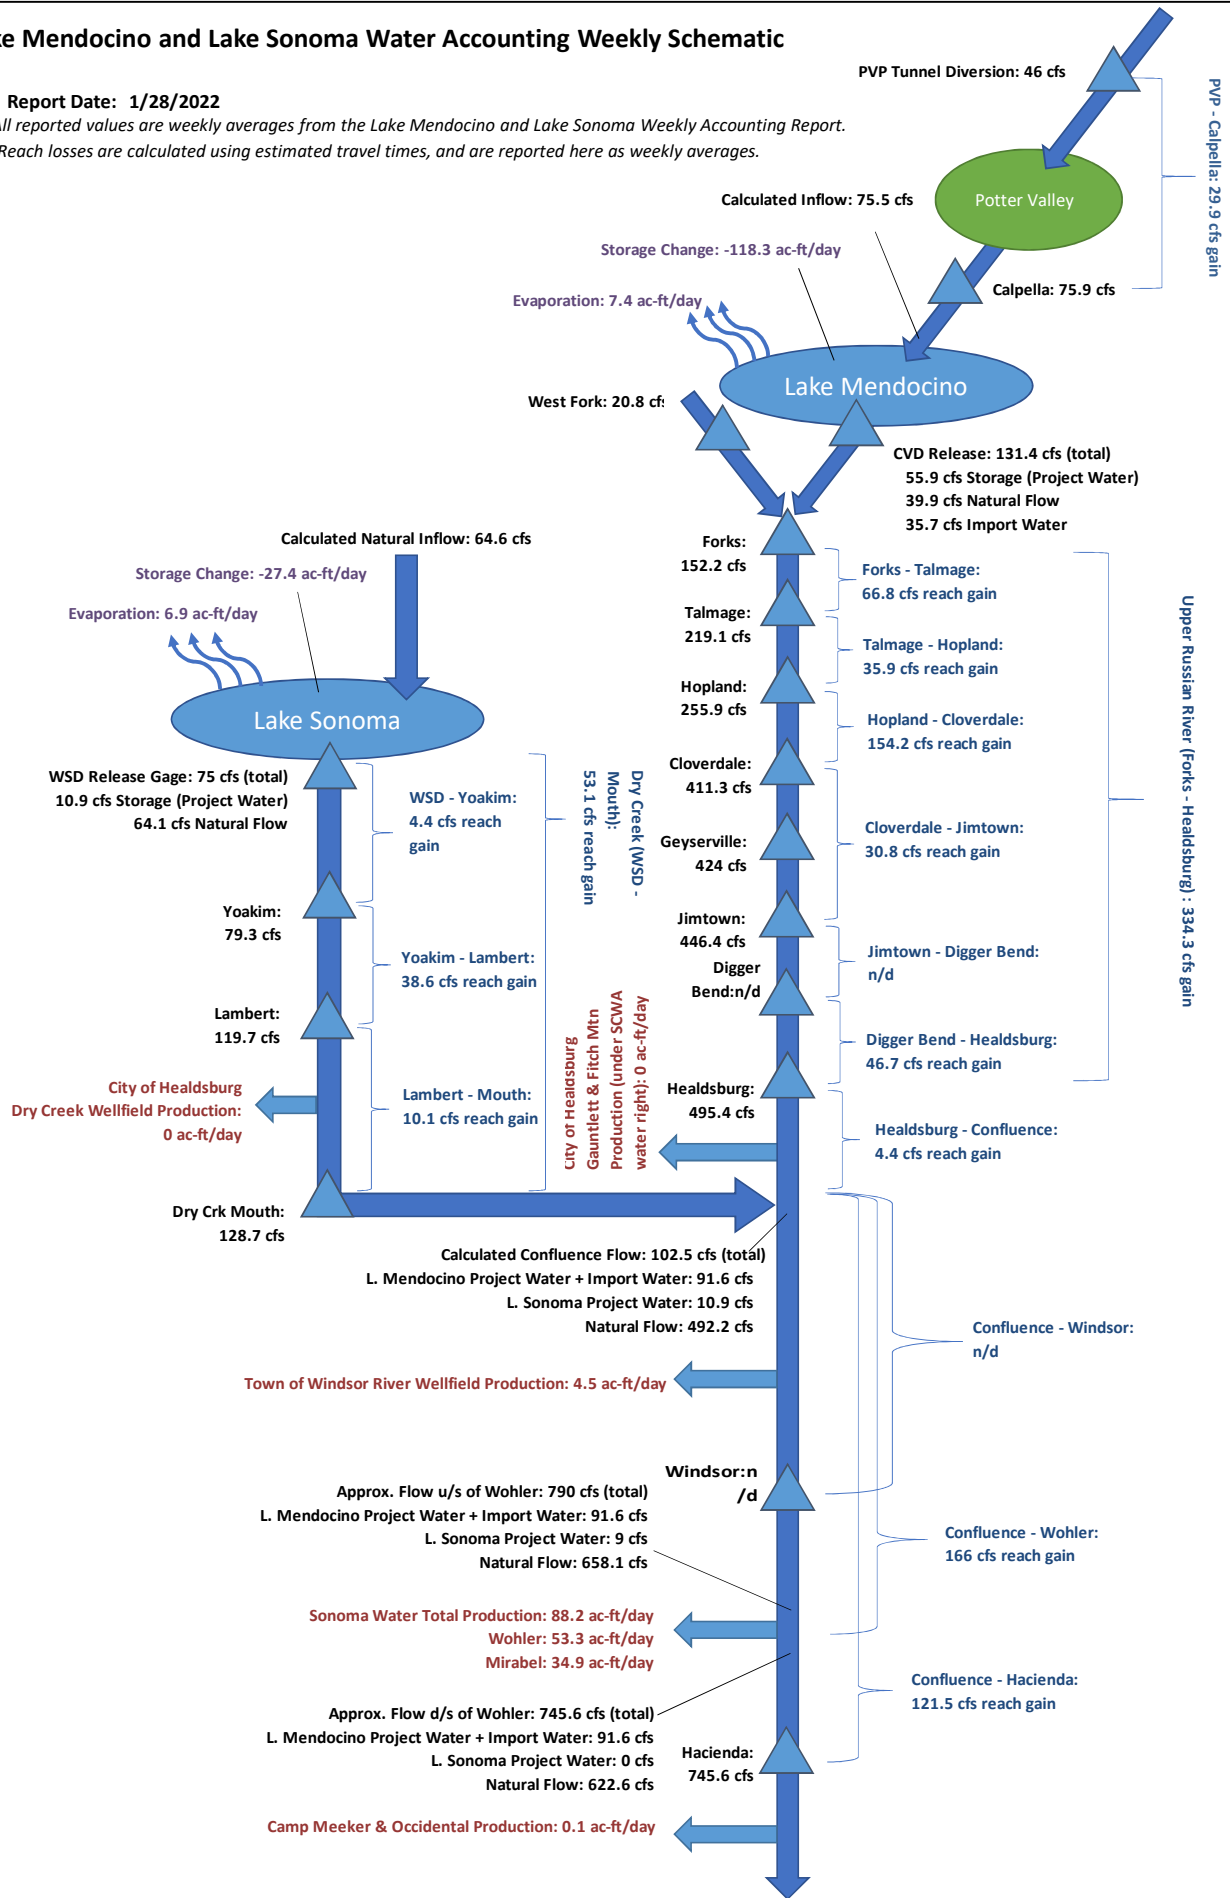 ke Mendocino and Lake Sonoma Water Accounting Weekly Schematic
Report Date: 1/28/2022
All reported values are weekly averages from the Lake Mendocino and Lake Sonoma Weekly Accounting Report.
Reach losses are calculated using estimated travel times, and are reported here as weekly averages.
PVP Tunnel Diversion: 46 cfs
PVP - Calpella: 29.9 cfs gain
Potter Valley
Calculated Inflow: 75.5 cfs
Storage Change: -118.3 ac-ft/day
Evaporation: 7.4 ac-ft/day
Calpella: 75.9 cfs
Lake Mendocino
West Fork: 20.8 cfs
CVD Release: 131.4 cfs (total)
55.9 cfs Storage (Project Water)
39.9 cfs Natural Flow
35.7 cfs Import Water
Calculated Natural Inflow: 64.6 cfs
Storage Change: -27.4 ac-ft/day
Evaporation: 6.9 ac-ft/day
Lake Sonoma
WSD Release Gage: 75 cfs (total)
10.9 cfs Storage (Project Water)
64.1 cfs Natural Flow
WSD - Yoakim:
4.4 cfs reach
gain
Yoakim:
79.3 cfs
Yoakim - Lambert:
38.6 cfs reach gain
Lambert:
119.7 cfs
City of Healdsburg
Dry Creek Wellfield Production:
0 ac-ft/day
Lambert - Mouth:
10.1 cfs reach gain
Dry Crk Mouth:
128.7 cfs
Dry Creek (WSD -
Mouth):
53.1 cfs reach gain
Forks:
152.2 cfs
Forks - Talmage:
66.8 cfs reach gain
Talmage:
219.1 cfs
Talmage - Hopland:
35.9 cfs reach gain
Hopland:
255.9 cfs
Hopland - Cloverdale:
154.2 cfs reach gain
Cloverdale:
411.3 cfs
Cloverdale - Jimtown:
30.8 cfs reach gain
Geyserville:
424 cfs
Jimtown:
446.4 cfs
Jimtown - Digger Bend:
n/d
Digger
Bend:n/d
Digger Bend - Healdsburg:
46.7 cfs reach gain
Healdsburg:
495.4 cfs
Upper Russian River (Forks - Healdsburg) : 334.3 cfs gain
City of Healdsburg
Gauntlett & Fitch Mtn
Production (under SCWA
water right): 0 ac-ft/day
Healdsburg - Confluence:
4.4 cfs reach gain
Calculated Confluence Flow: 102.5 cfs (total)
L. Mendocino Project Water + Import Water: 91.6 cfs
L. Sonoma Project Water: 10.9 cfs
Natural Flow: 492.2 cfs
Confluence - Windsor:
n/d
Town of Windsor River Wellfield Production: 4.5 ac-ft/day
Windsor:n
/d
Approx. Flow u/s of Wohler: 790 cfs (total)
L. Mendocino Project Water + Import Water: 91.6 cfs
L. Sonoma Project Water: 9 cfs
Natural Flow: 658.1 cfs
Confluence - Wohler:
166 cfs reach gain
Sonoma Water Total Production: 88.2 ac-ft/day
Wohler: 53.3 ac-ft/day
Mirabel: 34.9 ac-ft/day
Confluence - Hacienda:
121.5 cfs reach gain
Approx. Flow d/s of Wohler: 745.6 cfs (total)
L. Mendocino Project Water + Import Water: 91.6 cfs
L. Sonoma Project Water: 0 cfs
Natural Flow: 622.6 cfs
Hacienda:
745.6 cfs
Camp Meeker & Occidental Production: 0.1 ac-ft/day